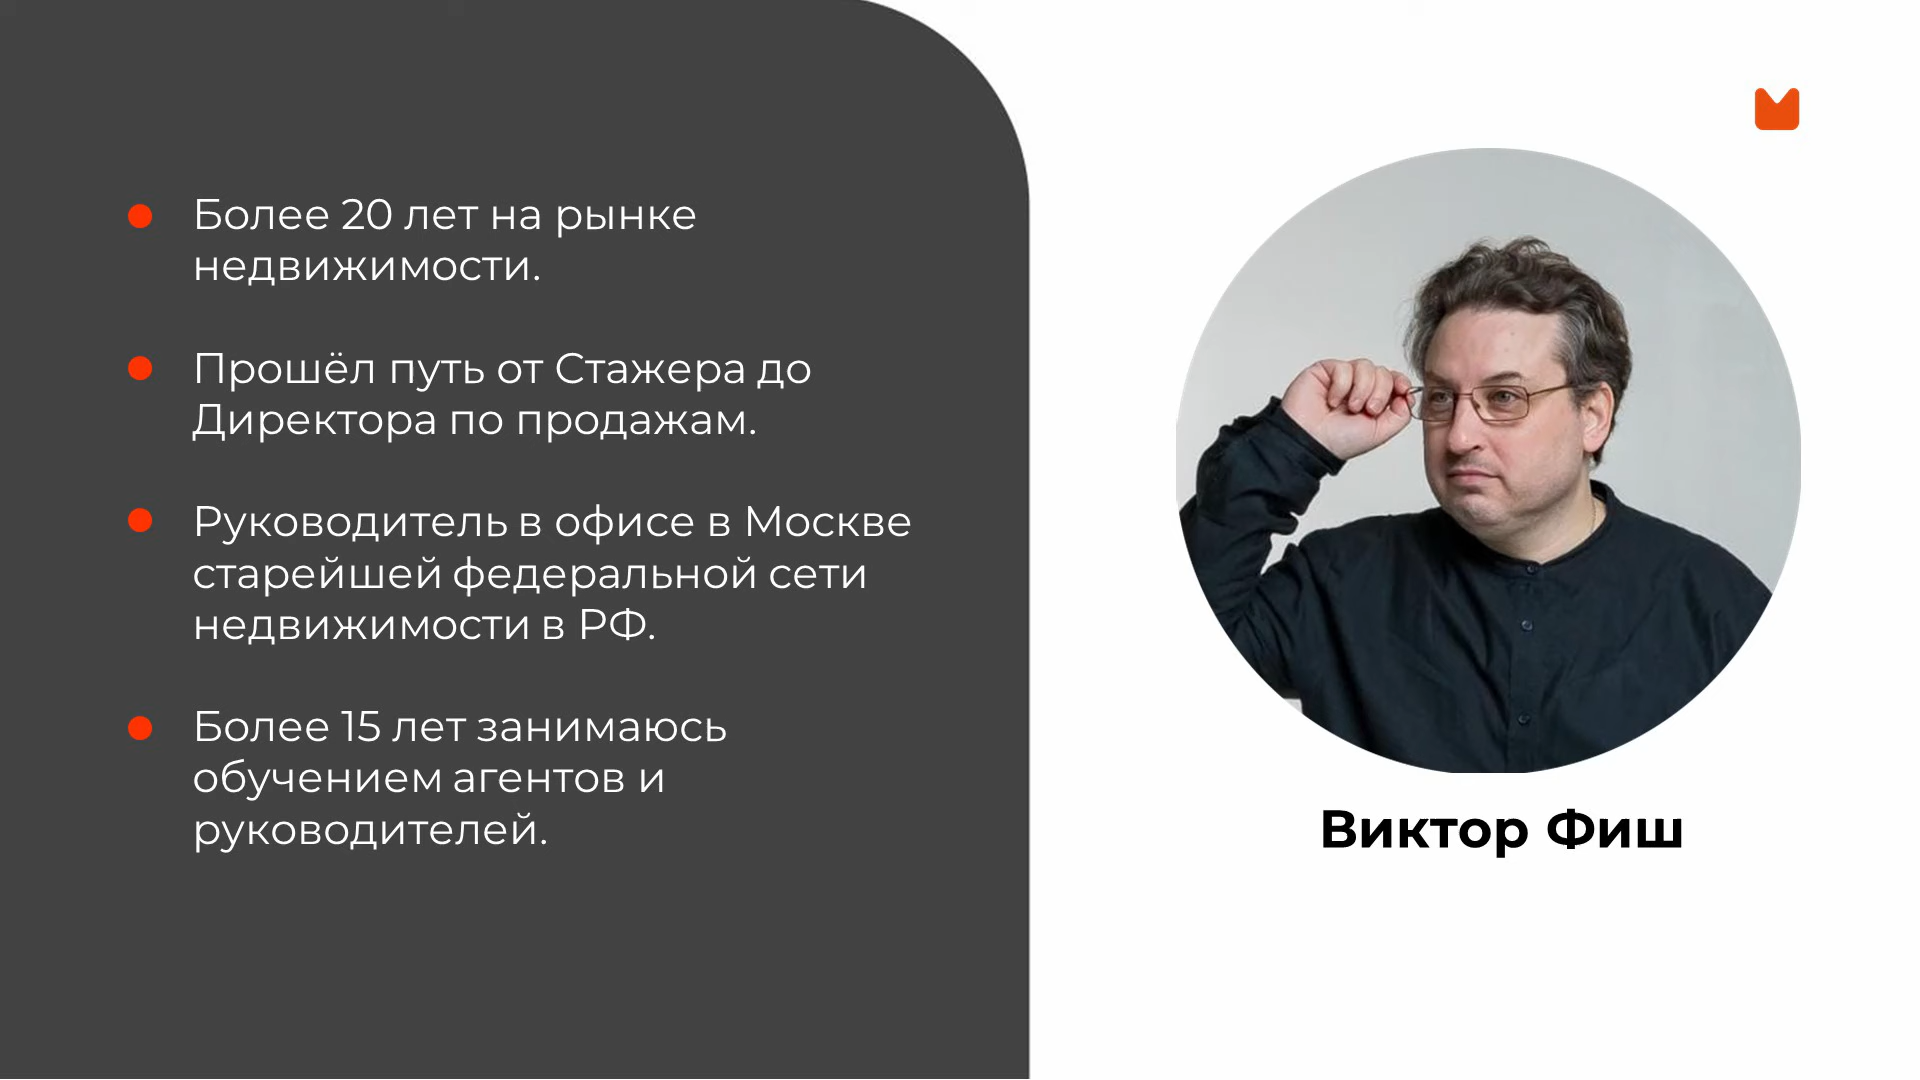 Более 20 лет на рынке
недвижимости.
Прошёл путь от Стажера до
Директора по продажам.
Руководитель в офисе в Москве
старейшей федеральной сети
недвижимости в РФ.
Более 15 лет занимаюсь
обучением агентов и
руководителей.
Виктор Фиш